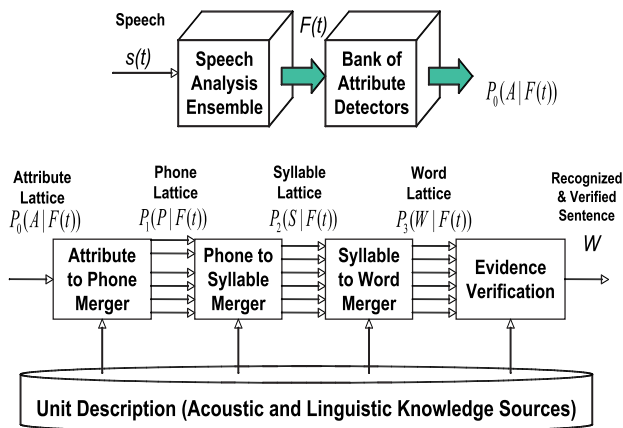 Speech
s(t)
Speech
Analysis
Ensemble
F(t)
Bank of
Attribute
Detectors
P₀(A|F(t))
Attribute
Lattice
P₀(A|F(t))
Phone
Lattice
P₁(P|F(t))
Syllable
Lattice
P₂(S|F(t))
Word
Lattice
P₃(W|F(t))
Recognized
& Verified
Sentence
W
Attribute
to Phone
Merger
Phone to
Syllable
Merger
Syllable
to Word
Merger
Evidence
Verification
Unit Description (Acoustic and Linguistic Knowledge Sources)